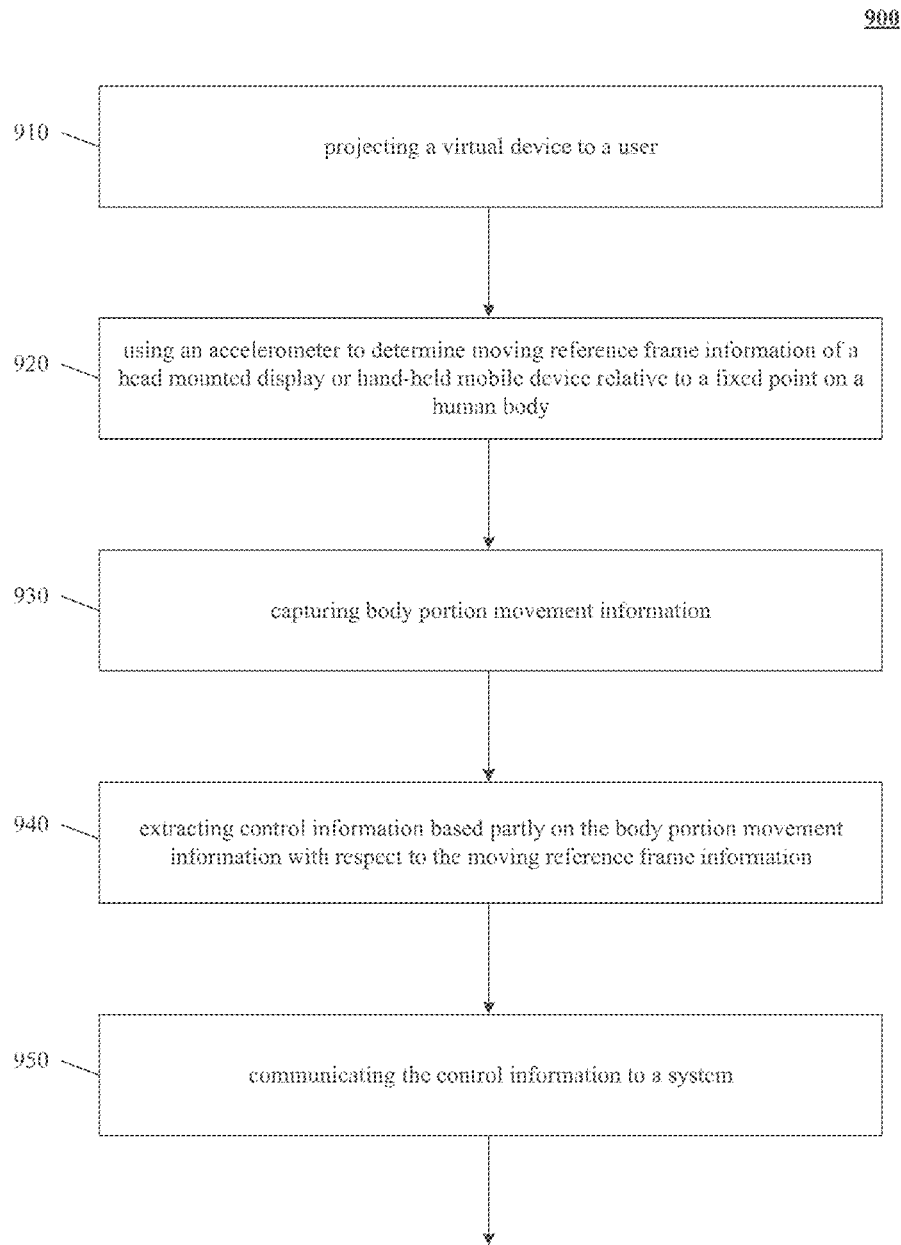 900
910
projecting a virtual device to a user
920
using an accelerometer to determine moving reference frame information of a
head mounted display or hand-held mobile device relative to a fixed point on a
human body
930
capturing body portion movement information
940
extracting control information based partly on the body portion movement
information with respect to the moving reference frame information
950
communicating the control information to a system